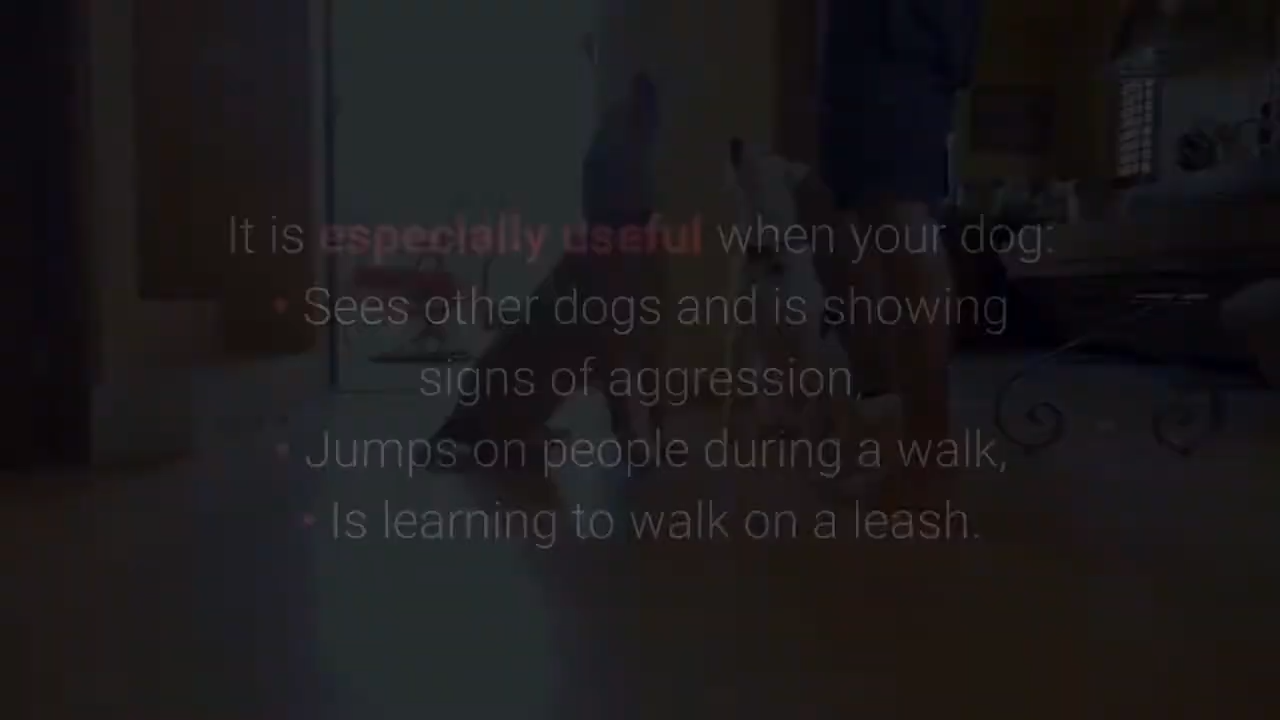 It is especially useful when your dog:
• Sees other dogs and is showing
signs of aggression,
• Jumps on people during a walk,
• Is learning to walk on a leash.